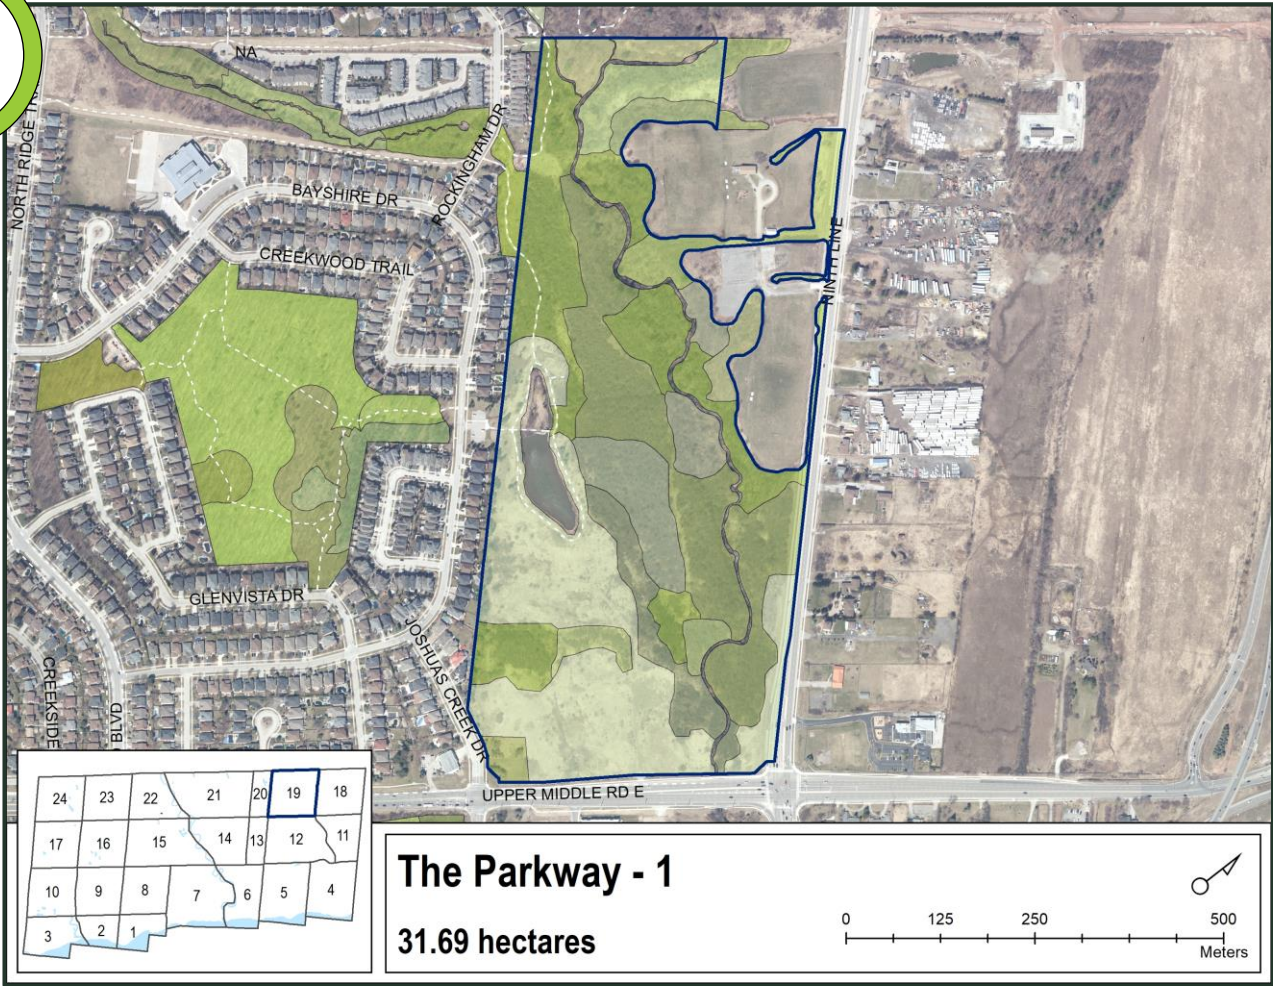 NA
NORTH RIDGE TR
ROCKINGHAM DR
BAYSHIRE DR
CREEKWOOD TRAIL
NINTH LINE
GLENVISTA DR
JOSHUAS CREEK DR
CREEKSIDE
BLVD
UPPER MIDDLE RD E
24 23 22 21 20 19 18
17 16 15 14 13 12 11
10 9 8 7 6 5 4
3 2 1
The Parkway - 1
31.69 hectares
0 125 250 500
Meters